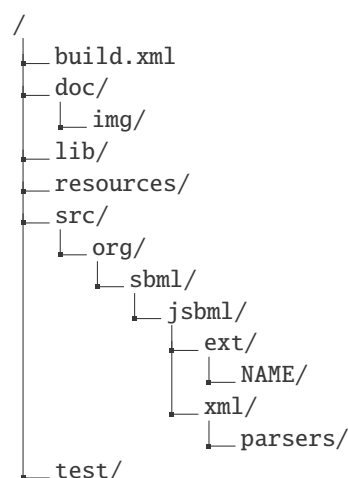 /
build.xml
doc/
img/
lib/
resources/
src/
org/
sbml/
jsbml/
ext/
NAME/
xml/
parsers/
test/